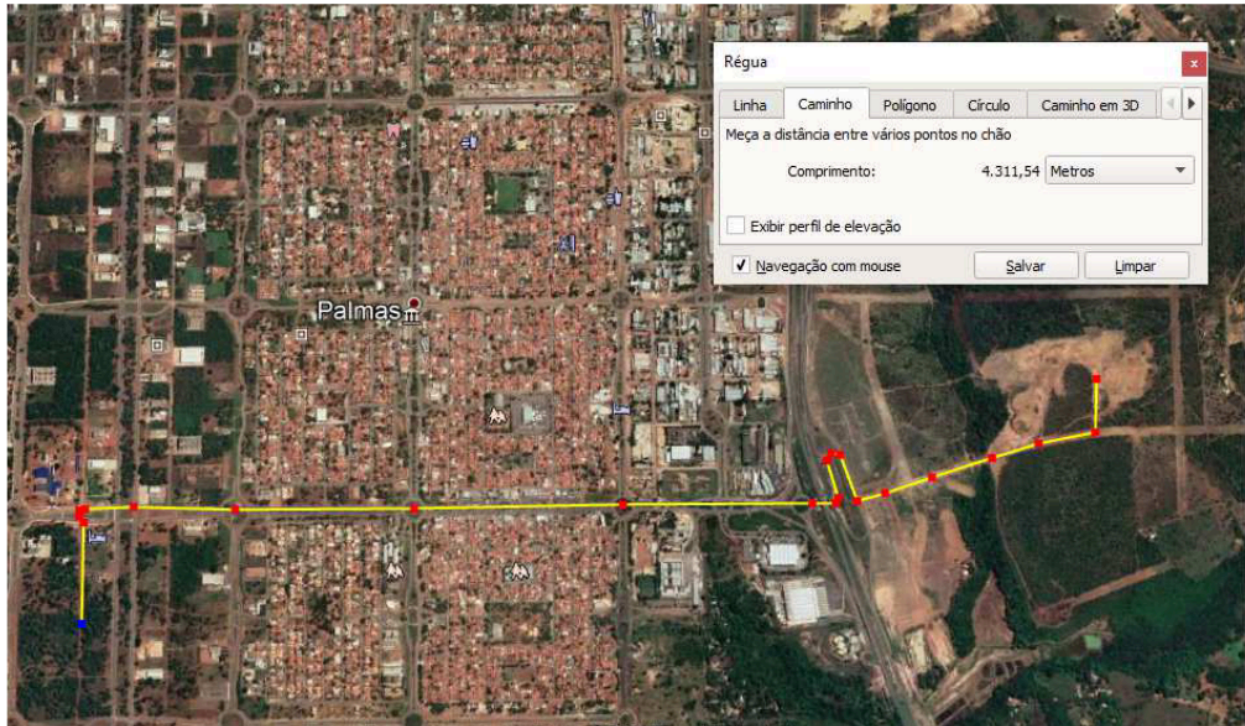 Régua
Linha Caminho Polígono Círculo Caminho em 3D
Meça a distância entre vários pontos no chão
Comprimento: 4.311,54 Metros
Exibir perfil de elevação
Navegação com mouse Salvar Limpar
Palmas